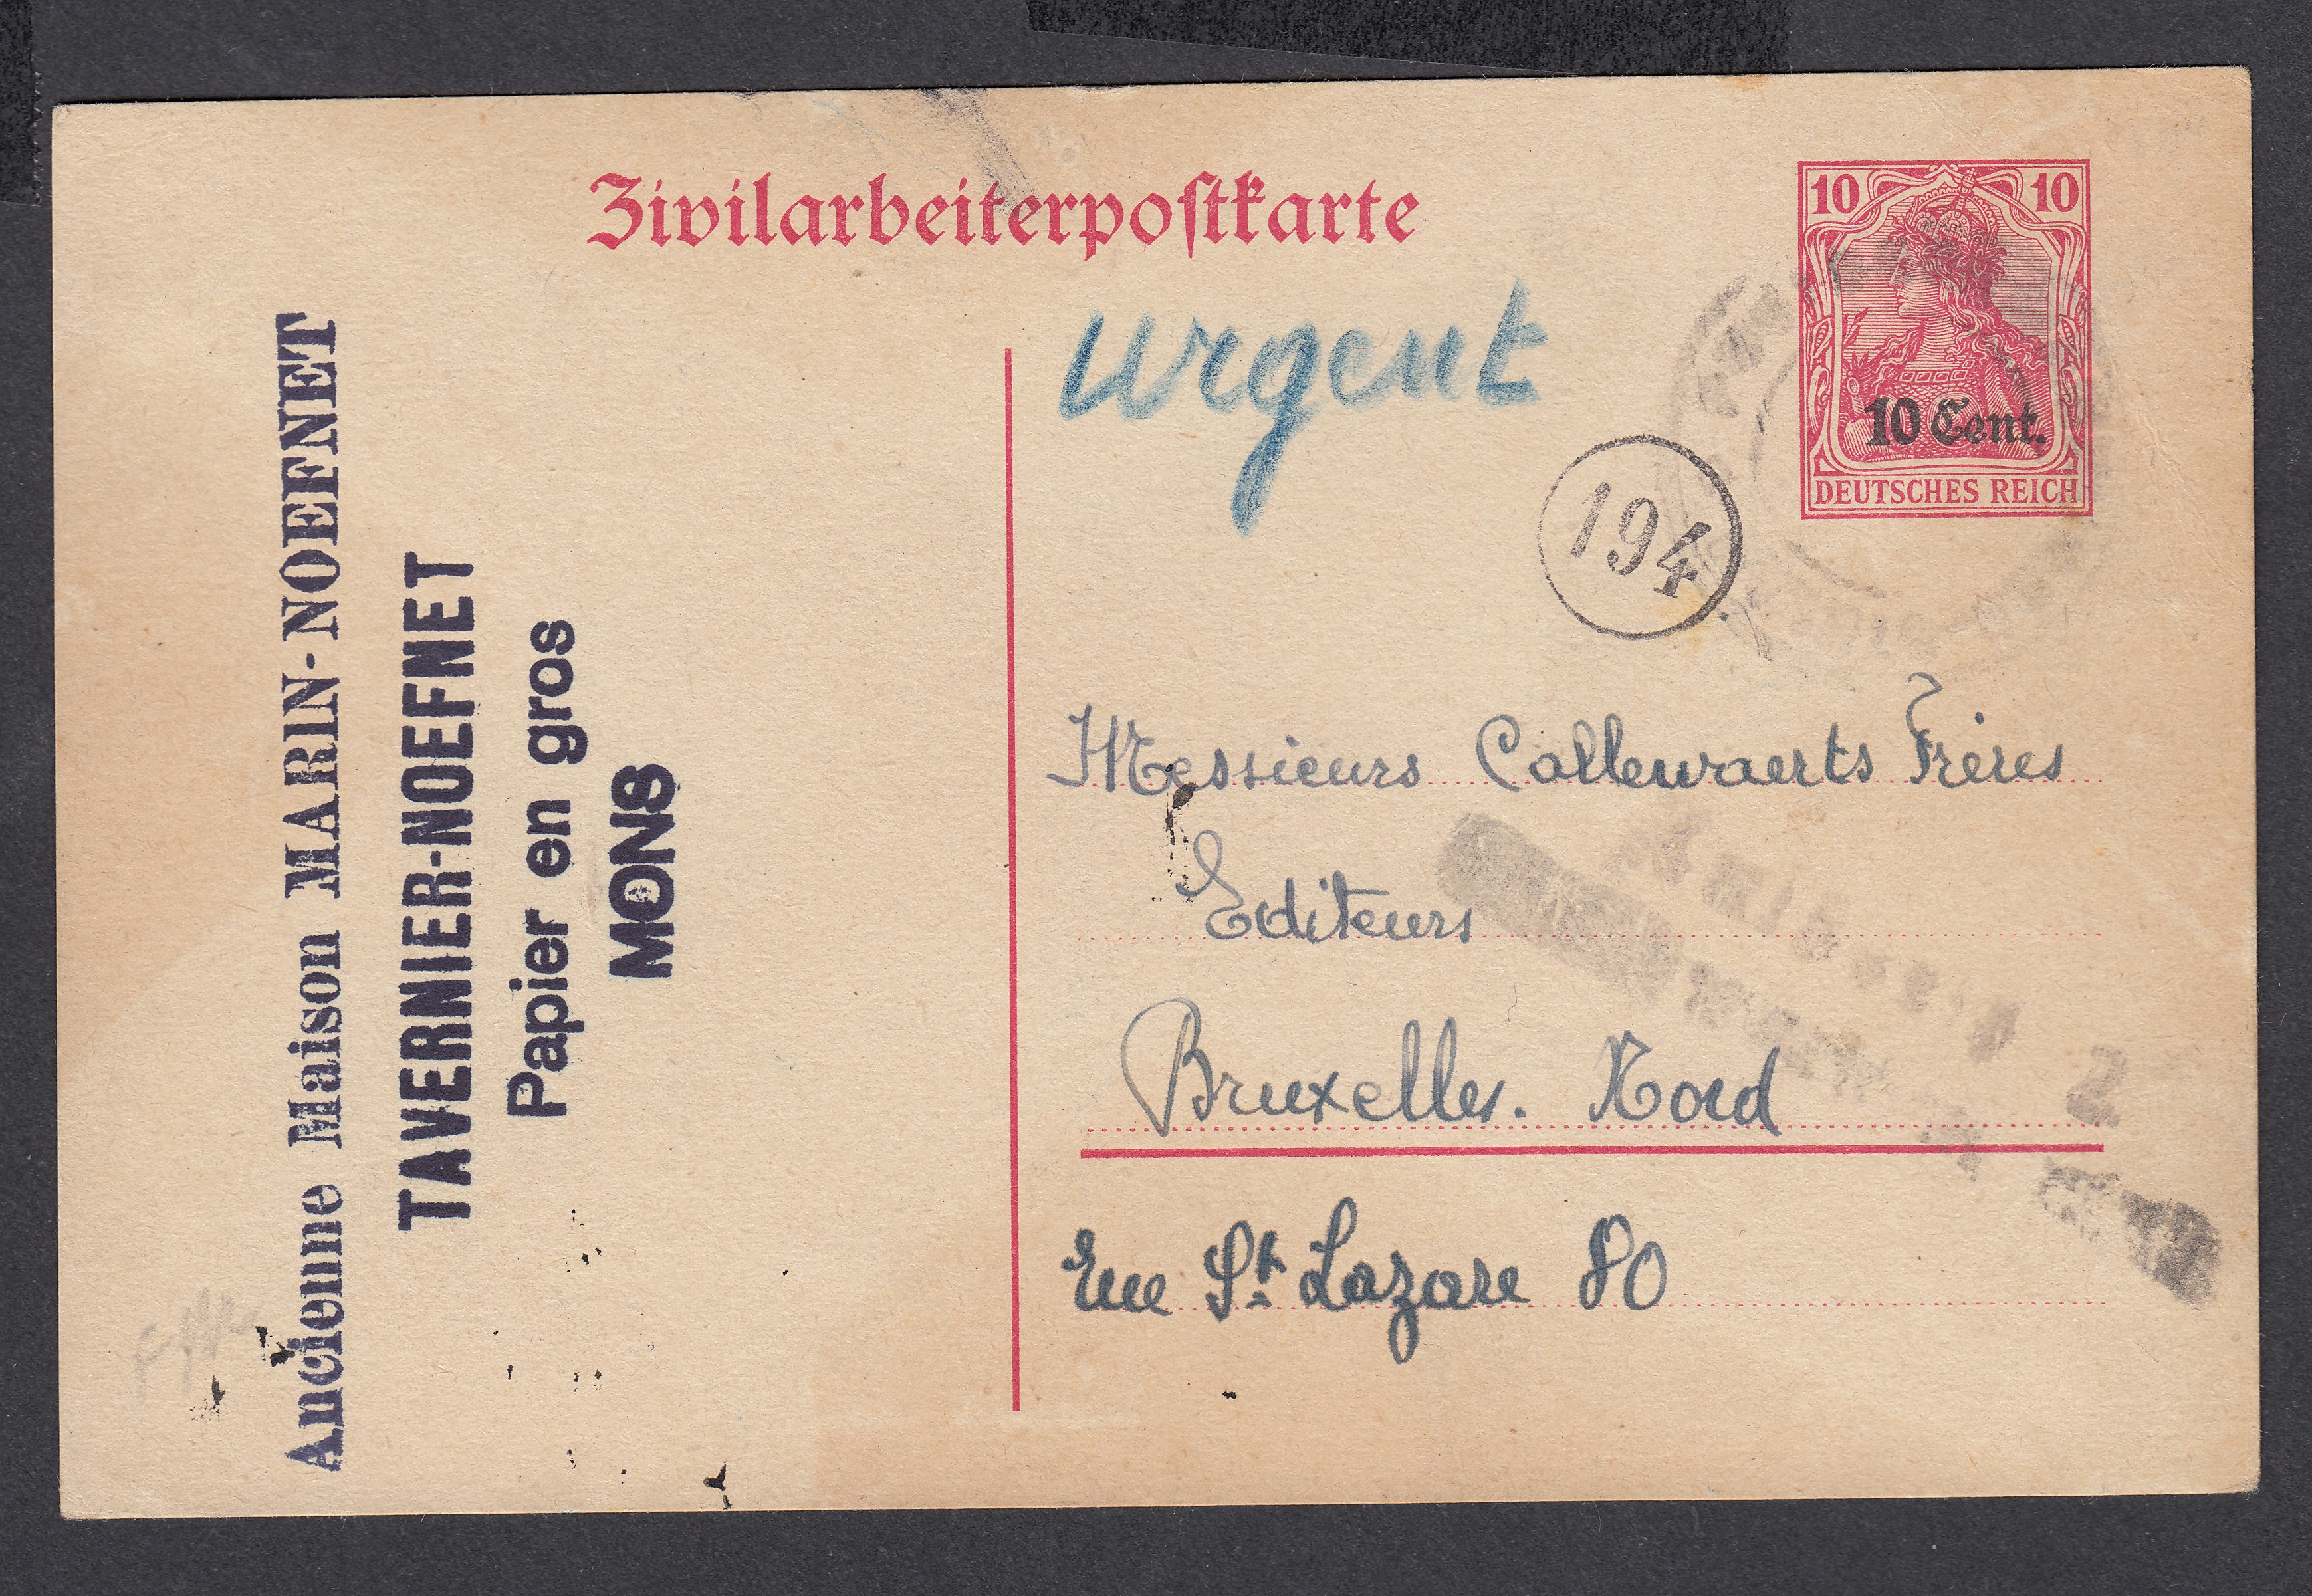 Zivilarbeiterpostkarte
10 10
10 Cent.
DEUTSCHES REICH
urgent
194
Ancienne Maison MARIN-NOEFNET
TAVERNIER-NOEFNET
Papier en gros
MONS
Messieurs Callewaerts Frères
Editeurs
Bruxelles. Nord
Rue St. Lazare 80